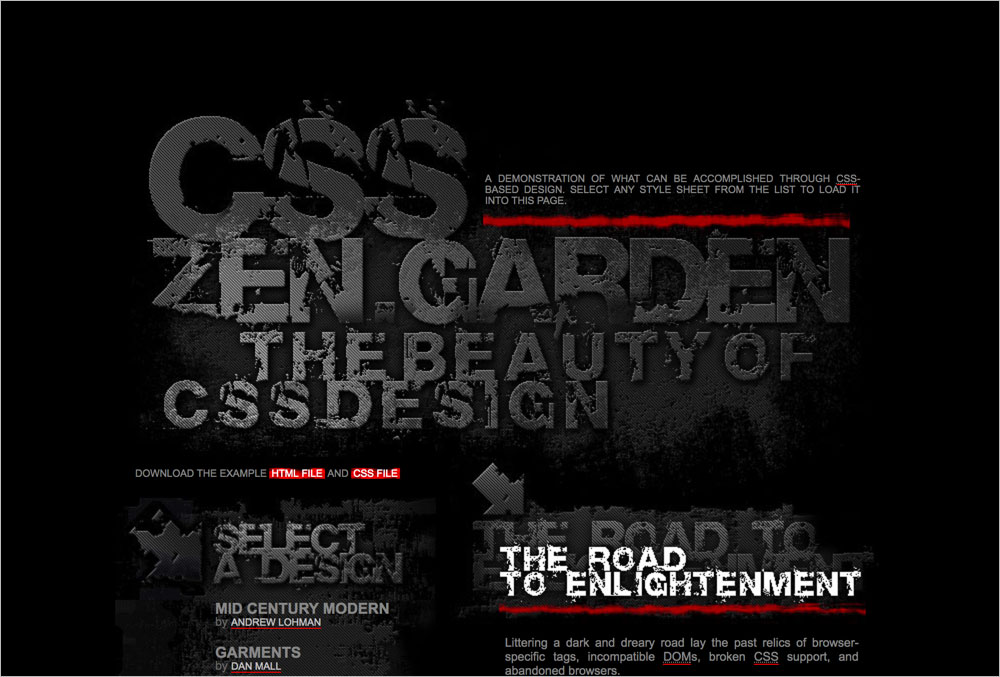 CSS
ZEN.GARDEN
THE BEAUTY OF
CSS DESIGN
A DEMONSTRATION OF WHAT CAN BE ACCOMPLISHED THROUGH CSS-
BASED DESIGN. SELECT ANY STYLE SHEET FROM THE LIST TO LOAD IT
INTO THIS PAGE.
DOWNLOAD THE EXAMPLE HTML FILE AND CSS FILE
SELECT
A DESIGN
MID CENTURY MODERN
by ANDREW LOHMAN
GARMENTS
by DAN MALL
THE ROAD TO
THE ROAD
TO ENLIGHTENMENT
Littering a dark and dreary road lay the past relics of browser-
specific tags, incompatible DOMs, broken CSS support, and
abandoned browsers.